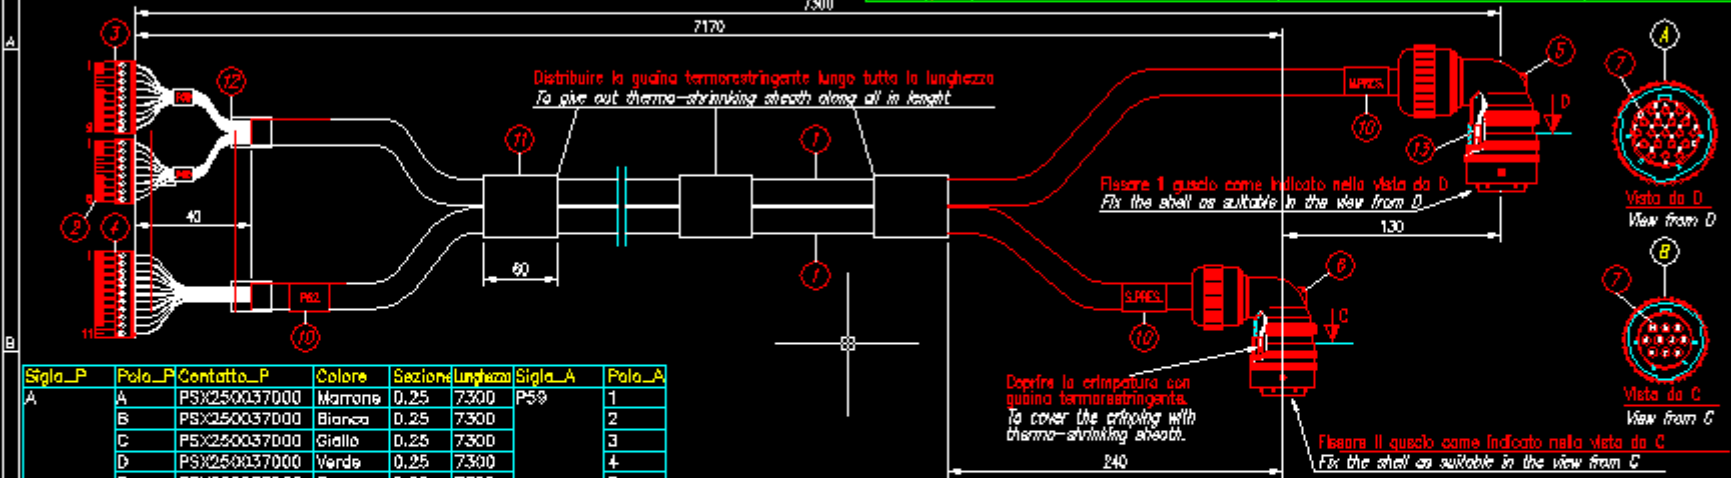 7300
7170
A
3
12
11
1
10
5
13
D
A
7
Distribuire la guaina termorestringente lungo tutta la lunghezza
To give out thermo-shrinking sheath along all in lenght
M.PRES.
Fissare 1 guscio come indicato nella vista da D
Fix the shell as suitable in the view from D
Vista da D
View from D
1
9
1
2
4
40
60
1
130
B
7
6
P62
S.PRES.
10
10
C
11
B
Coprire la crimpatura con
guaina termorestringente.
To cover the crimping with
thermo-shrinking sheath.
Vista da C
View from C
Fissare il guscio come indicato nella vista da C
Fix the shell as suitable in the view from C
240
Sigla_P Polo_P Contatto_P Colore Sezione Lunghezza Sigla_A Polo_A
A A PSX250037000 Marrone 0.25 7300 P59 1
B PSX250037000 Bianco 0.25 7300 2
C PSX250037000 Giallo 0.25 7300 3
D PSX250037000 Verde 0.25 7300 4